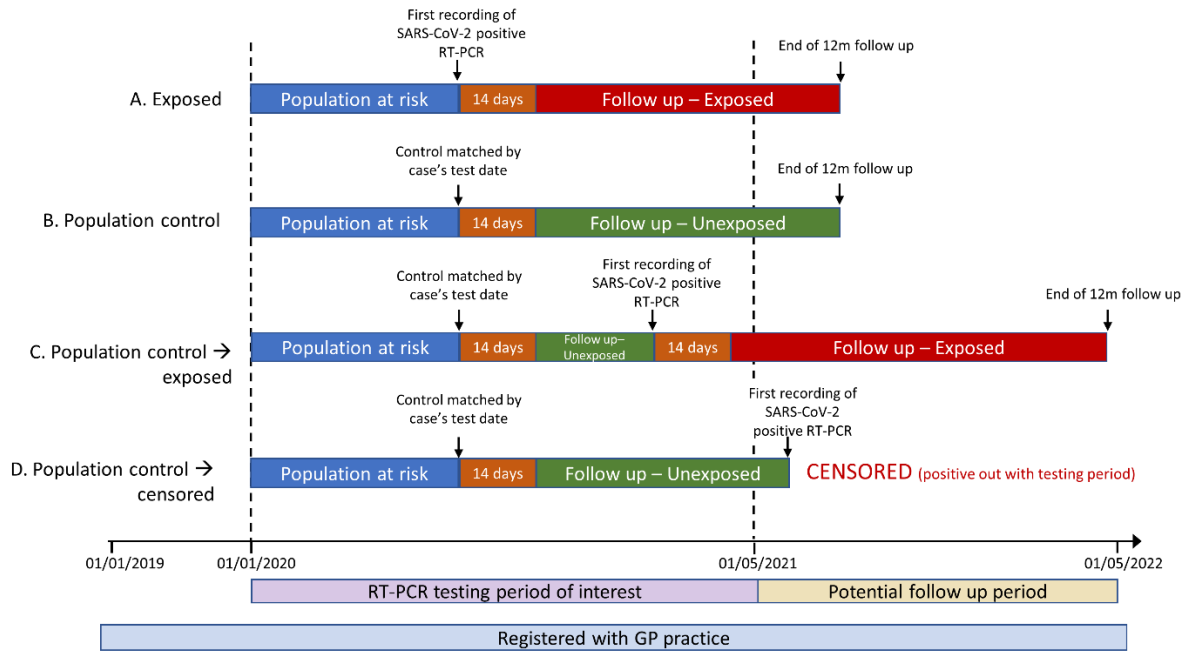 First recording of
SARS-CoV-2 positive
RT-PCR
End of 12m follow up
A. Exposed
Population at risk
14 days
Follow up – Exposed
Control matched by
case's test date
End of 12m follow up
B. Population control
Population at risk
14 days
Follow up – Unexposed
First recording of
SARS-CoV-2 positive
RT-PCR
Control matched by
case's test date
End of 12m follow up
C. Population control →
exposed
Population at risk
14 days
Follow up–
Unexposed
14 days
Follow up – Exposed
Control matched by
case's test date
First recording of
SARS-CoV-2
positive RT-PCR
D. Population control →
censored
Population at risk
14 days
Follow up – Unexposed
CENSORED (positive out with testing period)
01/01/2019
01/01/2020
01/05/2021
01/05/2022
RT-PCR testing period of interest
Potential follow up period
Registered with GP practice